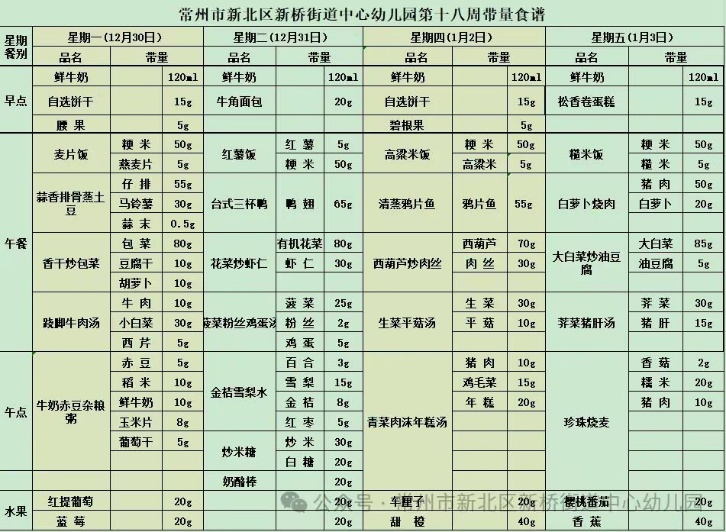 常州市新北区新桥街道中心幼儿园第十八周带量食谱
星期 星期一(12月30日) 星期二(12月31日) 星期四(1月2日) 星期五(1月3日)
餐别 品名 带量 品名 带量 品名 带量 品名 带量
早点 鲜牛奶 120ml 鲜牛奶 120ml 鲜牛奶 120ml 鲜牛奶 120ml
自选饼干 15g 牛角面包 20g 自选饼干 15g 松香卷蛋糕 15g
腰果 5g 碧根果 5g
午餐 麦片饭 粳米 50g 红薯饭 红薯 5g 高粱米饭 粳米 50g 糯米饭 粳米 50g
燕麦片 5g 粳米 50g 高粱米 5g 糯米 5g
蒜香排骨蒸土豆 仔排 55g 台式三杯鸭 鸭翅 65g 清蒸鸦片鱼 鸦片鱼 55g 白萝卜烧肉 猪肉 50g
马铃薯 30g 白萝卜 20g
蒜末 0.5g
香干炒包菜 包菜 80g 花菜炒虾仁 有机花菜 80g 西葫芦炒肉丝 西葫芦 70g 大白菜炒油豆腐 大白菜 85g
豆腐干 10g 虾仁 30g 肉丝 30g 油豆腐 5g
胡萝卜 10g
跷脚牛肉汤 牛肉 10g 菠菜粉丝鸡蛋汤 菠菜 25g 生菜平菇汤 生菜 30g 荠菜猪肝汤 荠菜 30g
小白菜 30g 粉丝 2g 平菇 10g 猪肝 15g
西芹 5g 鸡蛋 5g
午点 牛奶赤豆杂粮粥 赤豆 5g 金桔雪梨水 百合 3g 青菜肉沫年糕汤 猪肉 10g 珍珠烧麦 香菇 2g
稻米 10g 雪梨 15g 鸡毛菜 15g 糯米 20g
鲜牛奶 10g 金桔 8g 年糕 20g 猪肉 10g
玉米片 8g 红枣 5g
葡萄干 5g 炒米糖 炒米 30g
白糖 20g
奶酪棒 20g
水果 红提葡萄 20g 20g 车厘子 20g 樱桃番茄 20g
蓝莓 20g 20g 甜橙 40g 香蕉 40g
公众号·常州市新北区新桥街道中心幼儿园